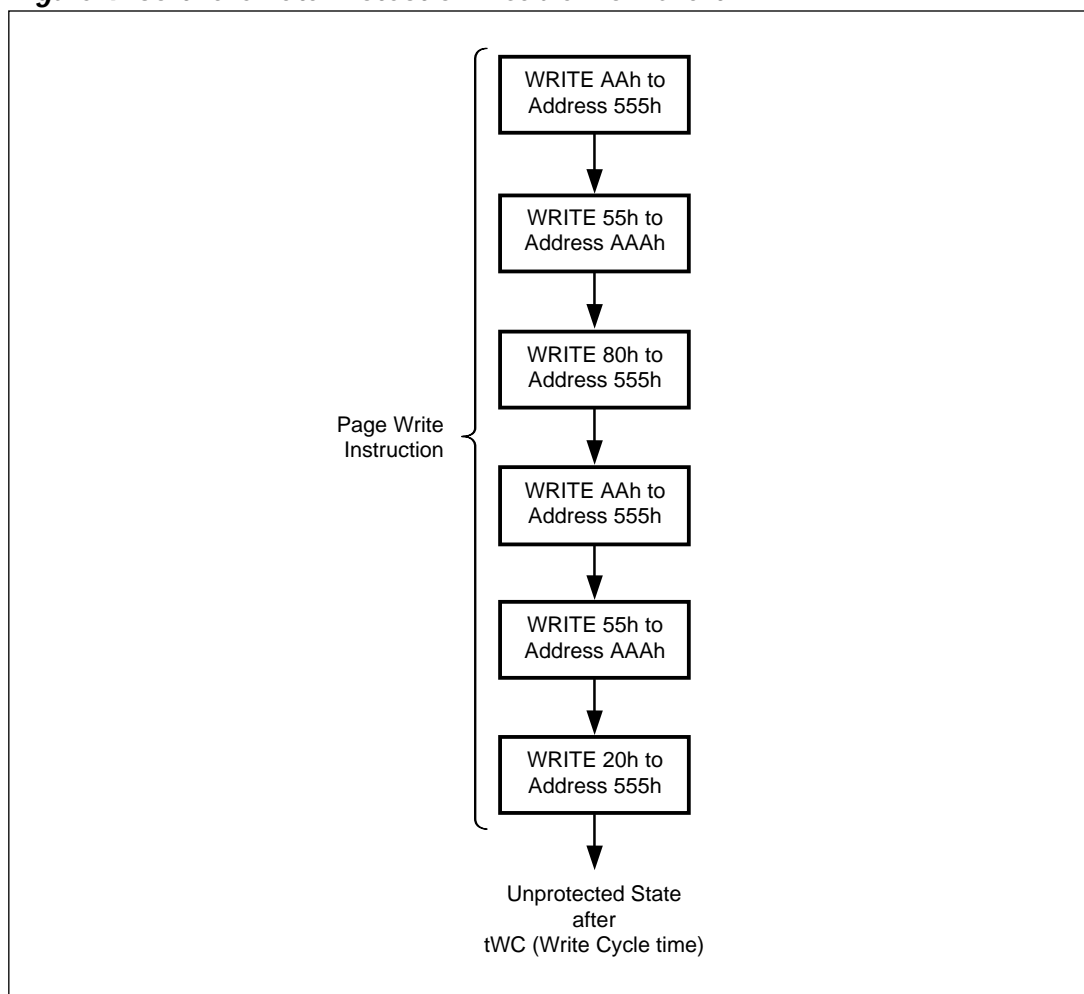 WRITE AAh to
Address 555h
WRITE 55h to
Address AAAh
WRITE 80h to
Address 555h
Page Write
Instruction
WRITE AAh to
Address 555h
WRITE 55h to
Address AAAh
WRITE 20h to
Address 555h
Unprotected State
after
tWC (Write Cycle time)